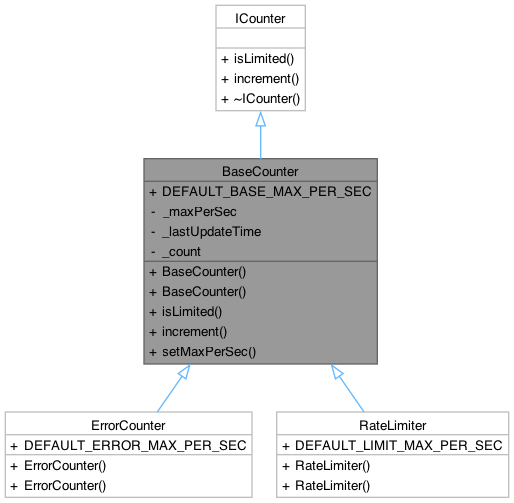 ICounter
+ isLimited()
+ increment()
+ ~ICounter()
BaseCounter
+ DEFAULT_BASE_MAX_PER_SEC
- _maxPerSec
- _lastUpdateTime
- _count
+ BaseCounter()
+ BaseCounter()
+ isLimited()
+ increment()
+ setMaxPerSec()
ErrorCounter
+ DEFAULT_ERROR_MAX_PER_SEC
+ ErrorCounter()
+ ErrorCounter()
RateLimiter
+ DEFAULT_LIMIT_MAX_PER_SEC
+ RateLimiter()
+ RateLimiter()